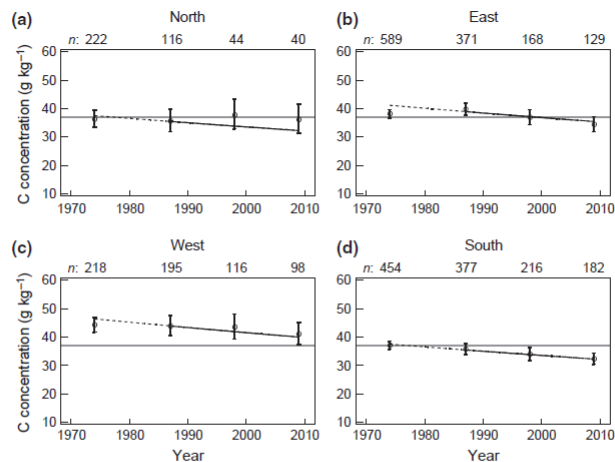 (a) North
n: 222 116 44 40
C concentration (g kg⁻¹)
60
50
40
30
20
10
1970 1980 1990 2000 2010
(b) East
n: 589 371 168 129
60
50
40
30
20
10
1970 1980 1990 2000 2010
(c) West
n: 218 195 116 98
C concentration (g kg⁻¹)
60
50
40
30
20
10
1970 1980 1990 2000 2010
Year
(d) South
n: 454 377 216 182
60
50
40
30
20
10
1970 1980 1990 2000 2010
Year